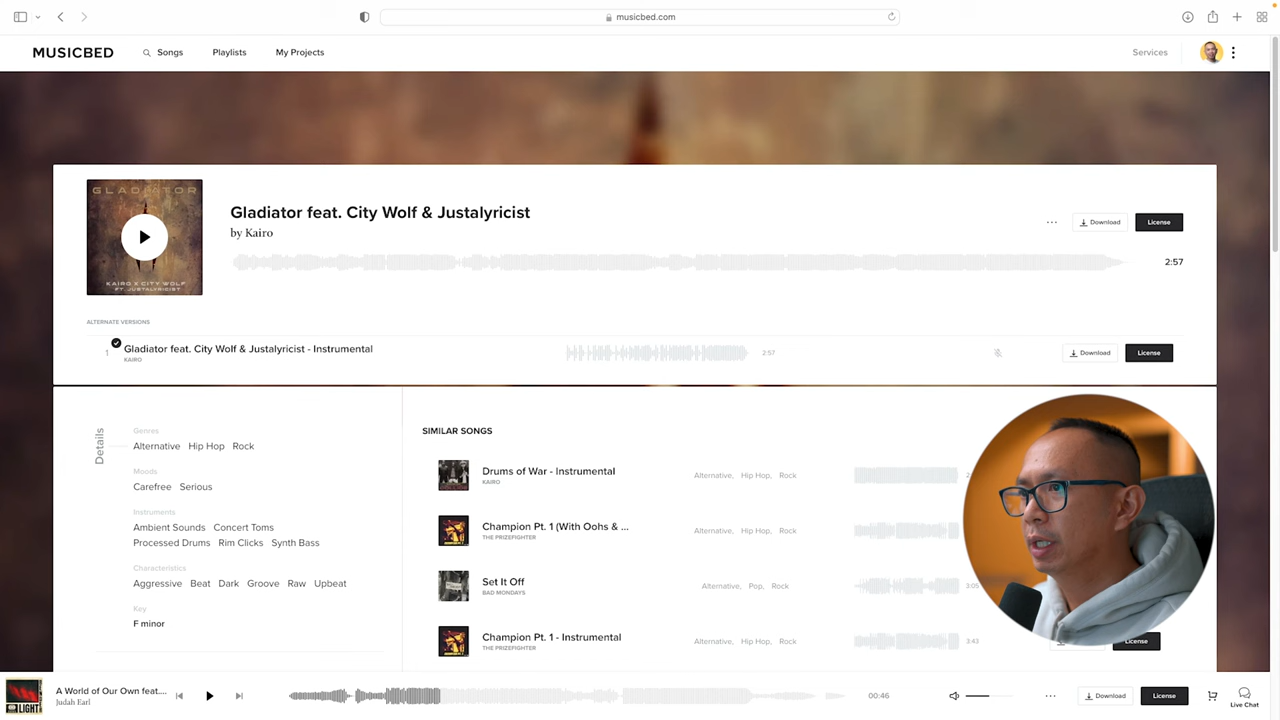 musicbed.com
MUSICBED Songs Playlists My Projects Services
GLADIATOR
KAIRO X CITY WOLF
FT. JUSTALYRICIST
Gladiator feat. City Wolf & Justalyricist
by Kairo
Download License
2:57
ALTERNATE VERSIONS
1 Gladiator feat. City Wolf & Justalyricist - Instrumental
KAIRO
2:57 Download License
Details
Genres
Alternative Hip Hop Rock
Moods
Carefree Serious
Instruments
Ambient Sounds Concert Toms
Processed Drums Rim Clicks Synth Bass
Characteristics
Aggressive Beat Dark Groove Raw Upbeat
Key
F minor
SIMILAR SONGS
Drums of War - Instrumental Alternative, Hip Hop, Rock
KAIRO
Champion Pt. 1 (With Oohs & ... Alternative, Hip Hop, Rock
THE PRIZEFIGHTER
Set It Off Alternative, Pop, Rock 3:05
BAD MONDAYS
Champion Pt. 1 - Instrumental Alternative, Hip Hop, Rock 3:43 License
THE PRIZEFIGHTER
LIGHT
A World of Our Own feat....
Judah Earl
00:46 Download License Live Chat